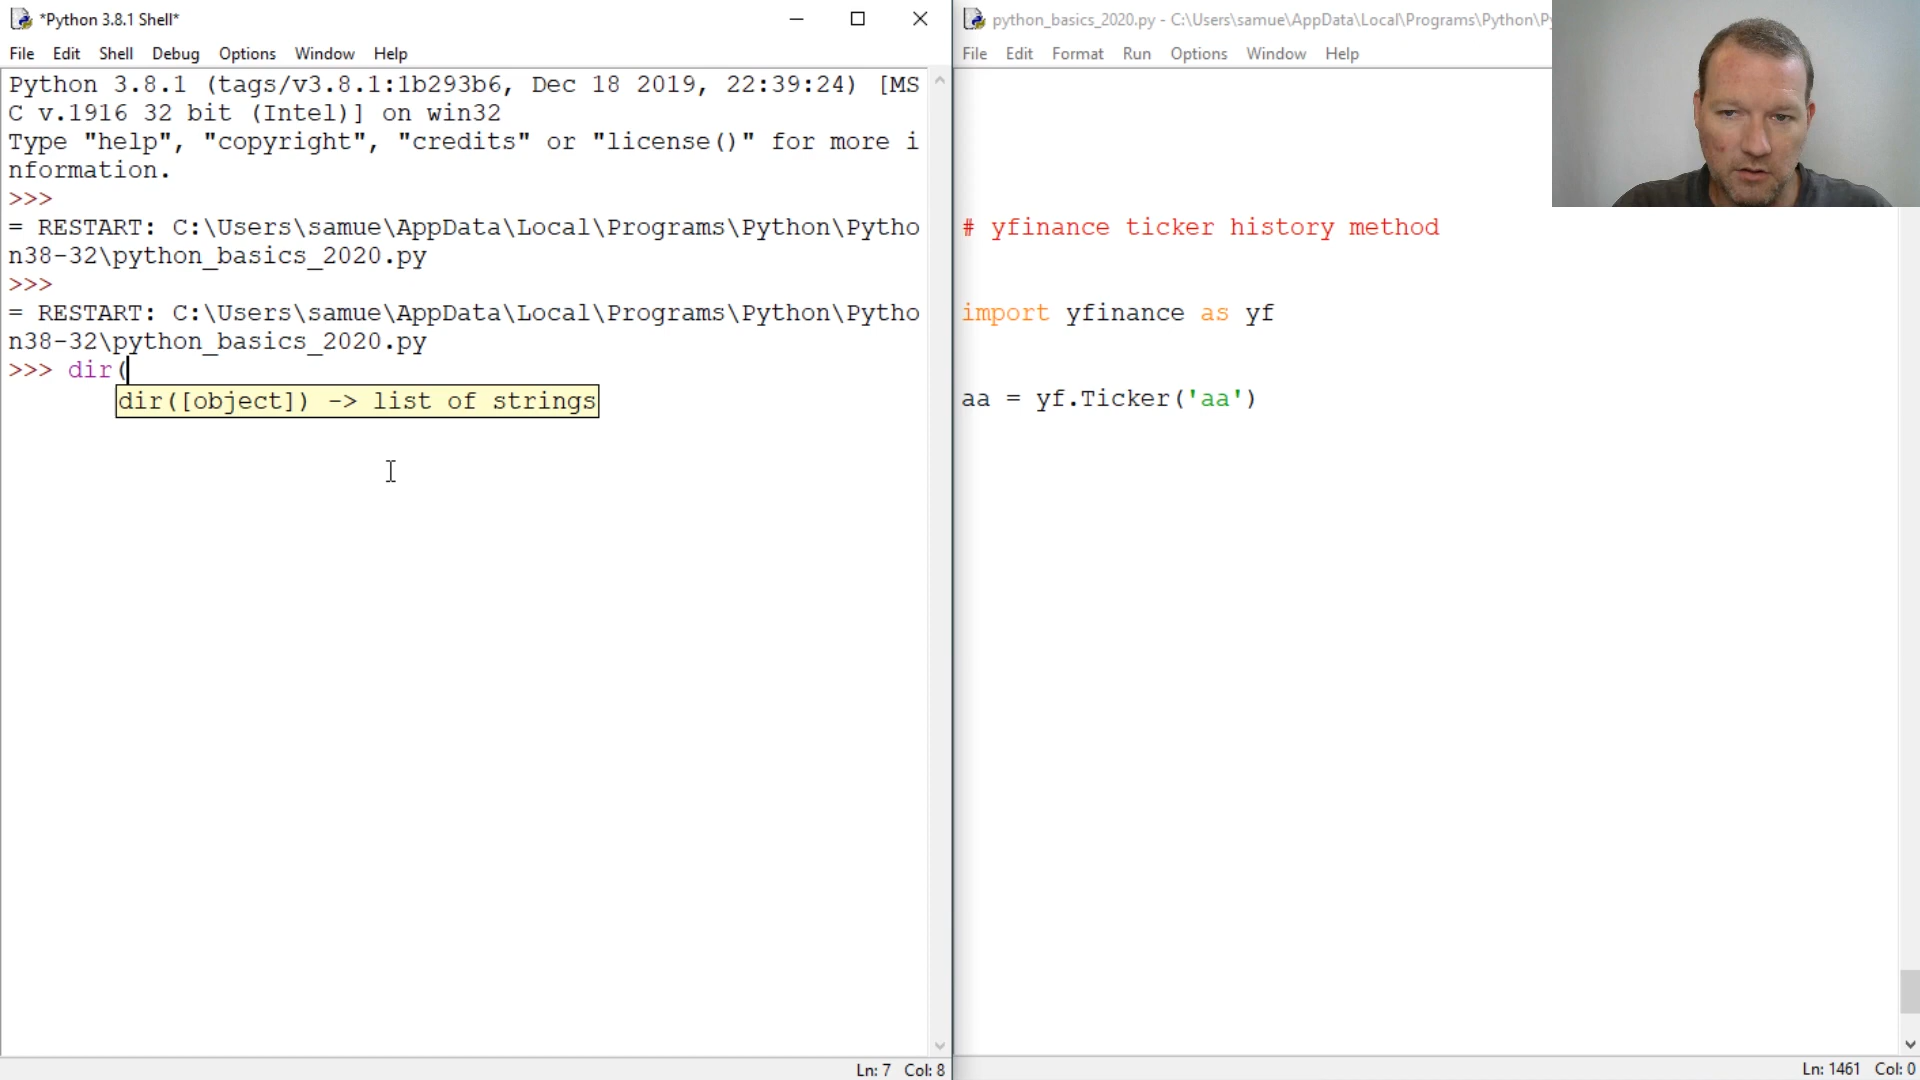 *Python 3.8.1 Shell*
File Edit Shell Debug Options Window Help
Python 3.8.1 (tags/v3.8.1:1b293b6, Dec 18 2019, 22:39:24) [MS
C v.1916 32 bit (Intel)] on win32
Type "help", "copyright", "credits" or "license()" for more i
nformation.
>>>
= RESTART: C:\Users\samue\AppData\Local\Programs\Python\Pytho
n38-32\python_basics_2020.py
>>>
= RESTART: C:\Users\samue\AppData\Local\Programs\Python\Pytho
n38-32\python_basics_2020.py
>>> dir(
dir([object]) -> list of strings
Ln: 7 Col: 8
python_basics_2020.py - C:\Users\samue\AppData\Local\Programs\Python\Py
File Edit Format Run Options Window Help
# yfinance ticker history method
import yfinance as yf
aa = yf.Ticker('aa')
Ln: 1461 Col: 0